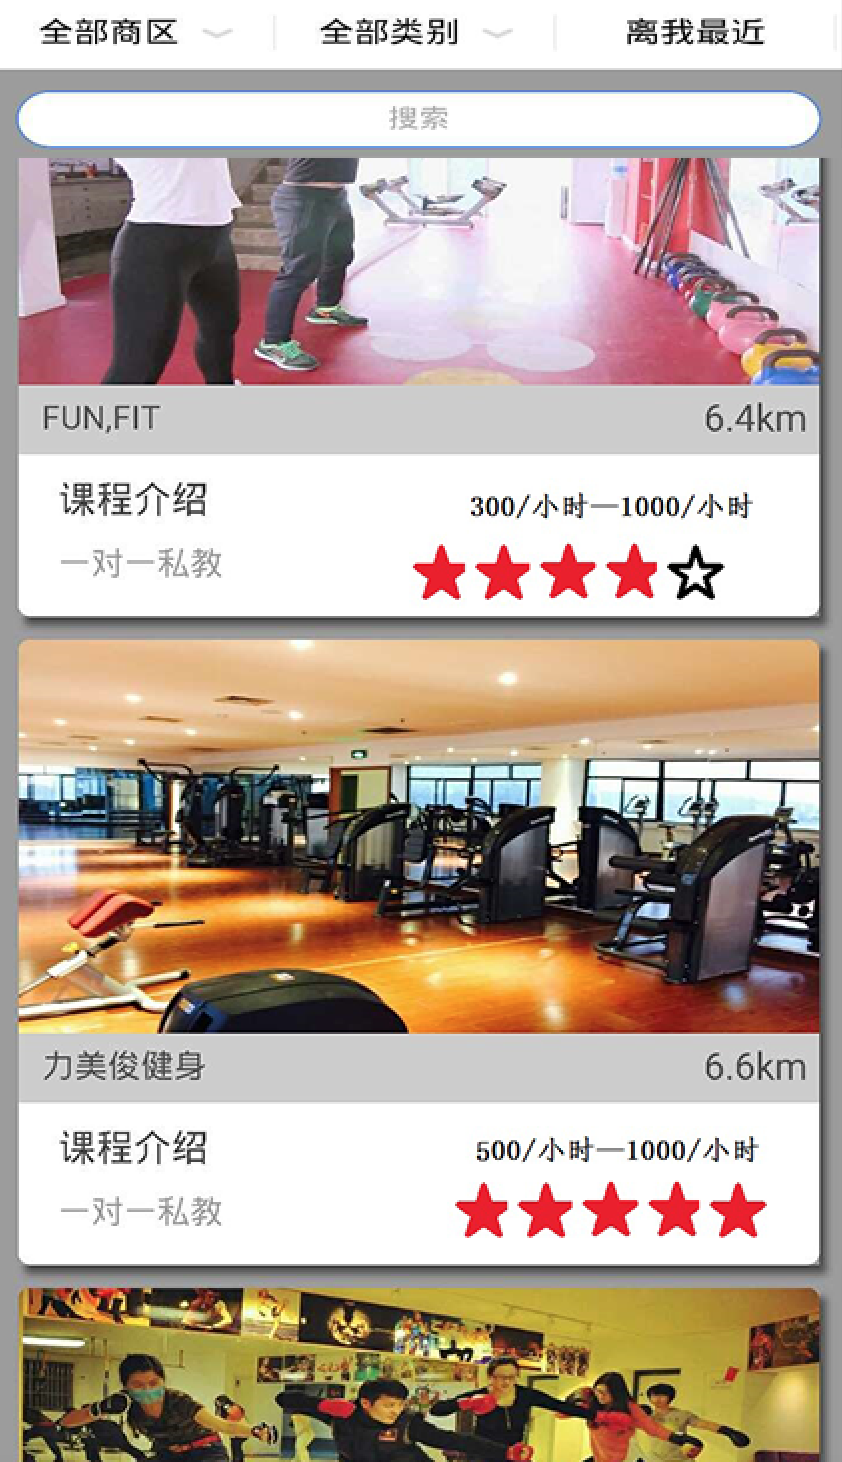 全部商区 全部类别 离我最近
搜索
FUN,FIT 6.4km
课程介绍 300/小时—1000/小时
一对一私教
力美俊健身 6.6km
课程介绍 500/小时—1000/小时
一对一私教